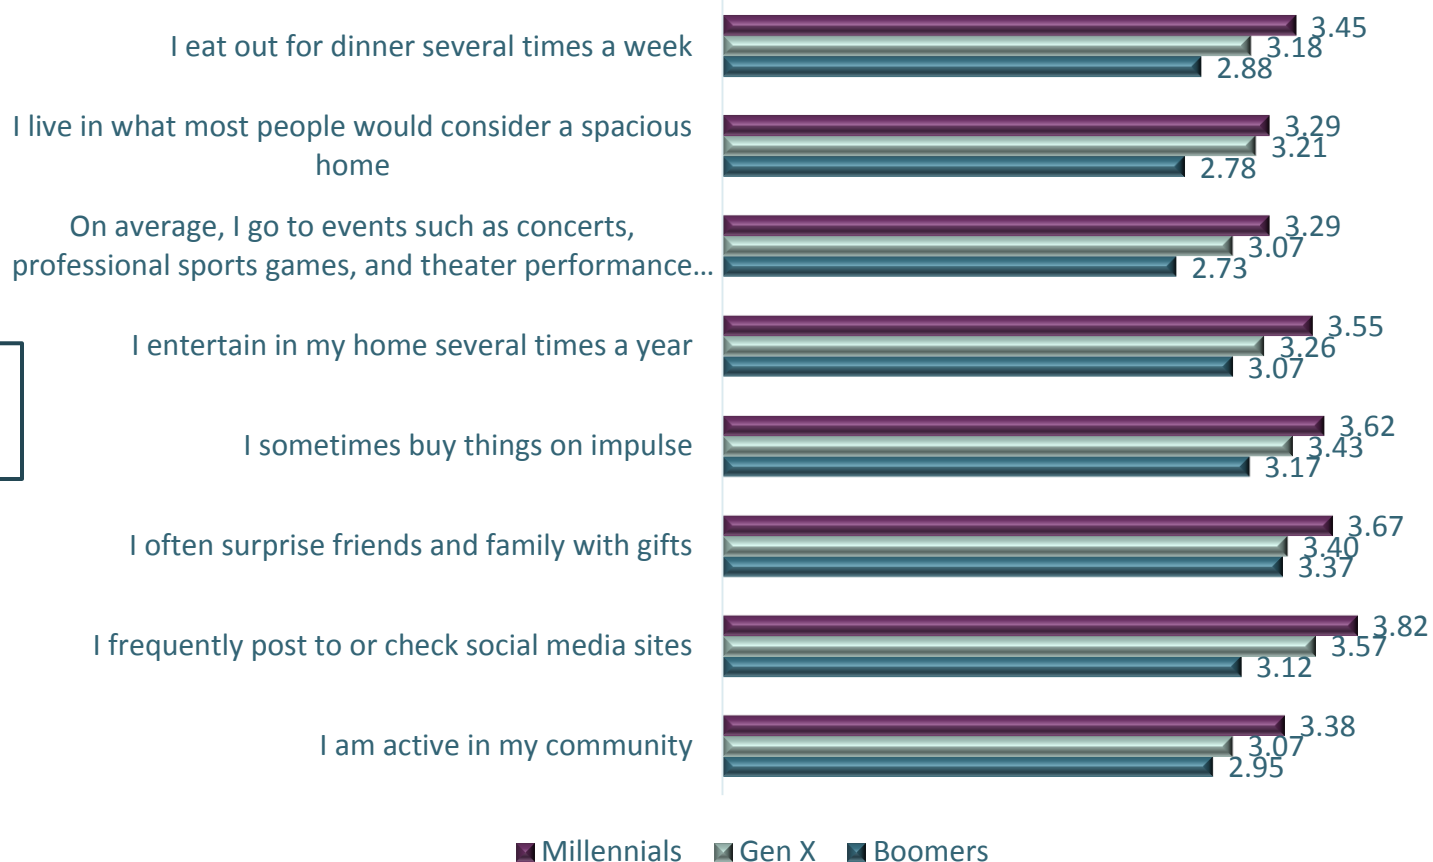 I eat out for dinner several times a week
3.45
3.18
2.88
I live in what most people would consider a spacious
home
3.29
3.21
2.78
On average, I go to events such as concerts,
professional sports games, and theater performance...
3.29
3.07
2.73
I entertain in my home several times a year
3.55
3.26
3.07
I sometimes buy things on impulse
3.62
3.43
3.17
I often surprise friends and family with gifts
3.67
3.40
3.37
I frequently post to or check social media sites
3.82
3.57
3.12
I am active in my community
3.38
3.07
2.95
Millennials Gen X Boomers